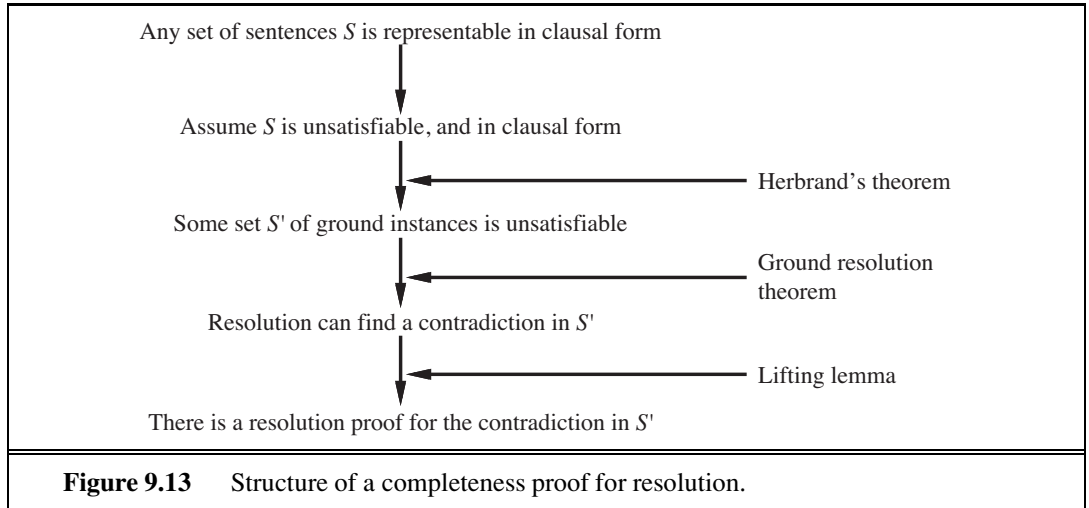 Any set of sentences S is representable in clausal form
Assume S is unsatisfiable, and in clausal form
Herbrand's theorem
Some set S' of ground instances is unsatisfiable
Ground resolution
theorem
Resolution can find a contradiction in S'
Lifting lemma
There is a resolution proof for the contradiction in S'
Figure 9.13 Structure of a completeness proof for resolution.